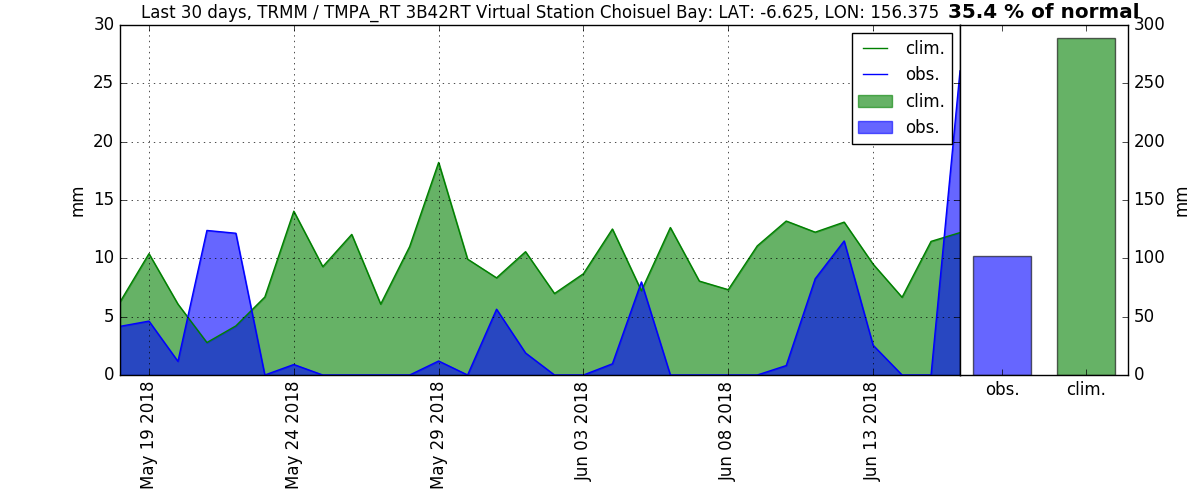 Last 30 days, TRMM / TMPA_RT 3B42RT Virtual Station Choisuel Bay: LAT: -6.625, LON: 156.375
35.4 % of normal
30
25
20
15
10
5
0
mm
clim.
obs.
clim.
obs.
300
250
200
150
100
50
0
mm
May 19 2018
May 24 2018
May 29 2018
Jun 03 2018
Jun 08 2018
Jun 13 2018
obs.
clim.